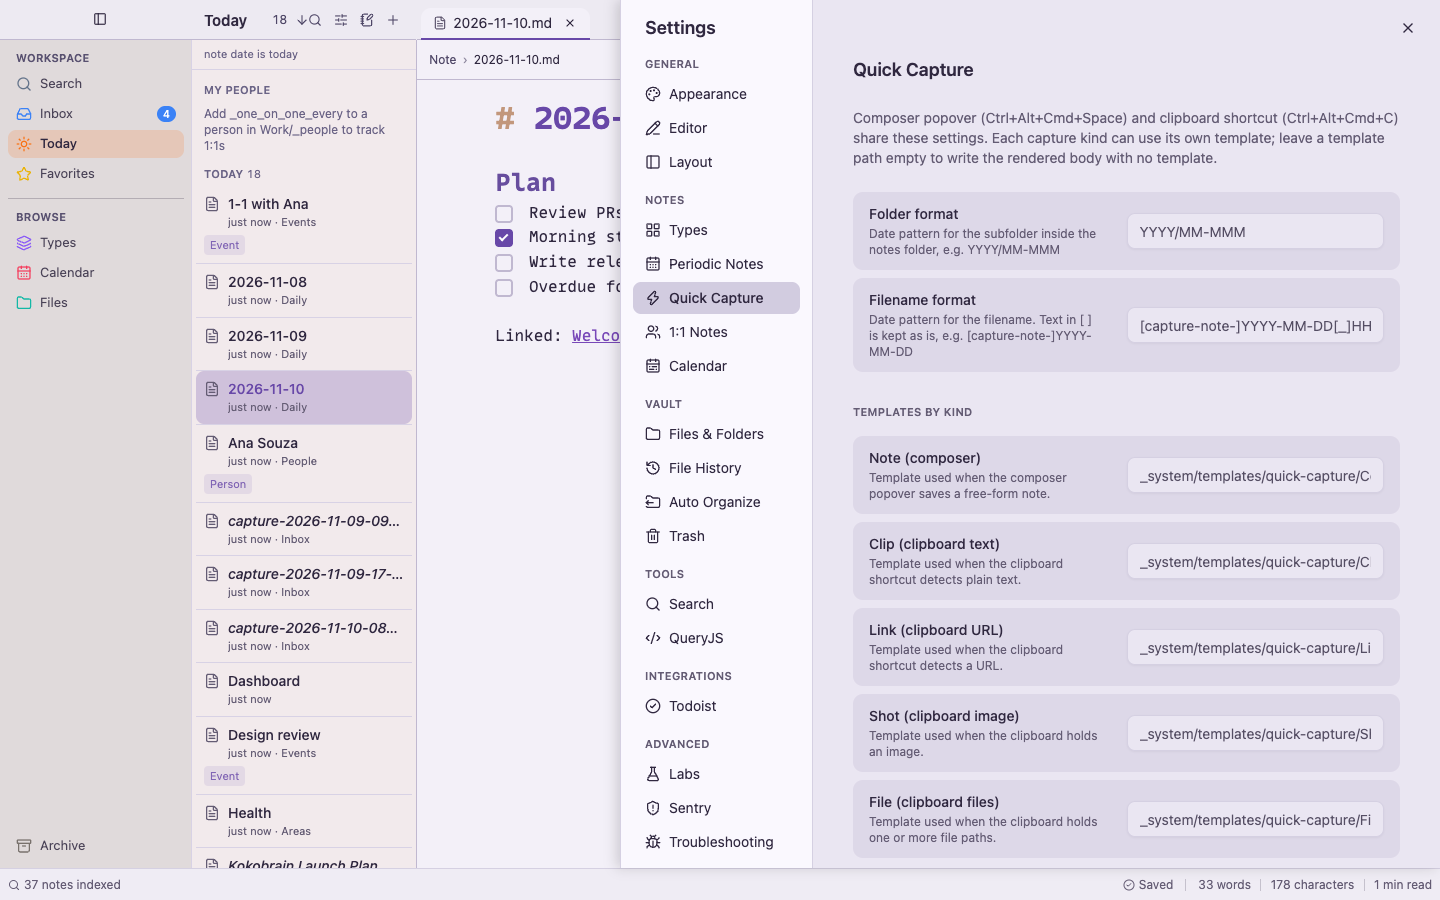 WORKSPACE
Search
Inbox 4
Today
Favorites
BROWSE
Types
Calendar
Files
Archive
37 notes indexed
Today 18
note date is today
MY PEOPLE
Add _one_on_one_every to a
person in Work/_people to track
1:1s
TODAY 18
1-1 with Ana
just now · Events
Event
2026-11-08
just now · Daily
2026-11-09
just now · Daily
2026-11-10
just now · Daily
Ana Souza
just now · People
Person
capture-2026-11-09-09...
just now · Inbox
capture-2026-11-09-17-...
just now · Inbox
capture-2026-11-10-08...
just now · Inbox
Dashboard
just now
Design review
just now · Events
Event
Health
just now · Areas
Kokobrain Launch Plan
2026-11-10.md
Note › 2026-11-10.md
# 2026-
Plan
Review PRs
Morning st
Write rele
Overdue fo
Linked: Welco
Settings
GENERAL
Appearance
Editor
Layout
NOTES
Types
Periodic Notes
Quick Capture
1:1 Notes
Calendar
VAULT
Files & Folders
File History
Auto Organize
Trash
TOOLS
Search
QueryJS
INTEGRATIONS
Todoist
ADVANCED
Labs
Sentry
Troubleshooting
Quick Capture
Composer popover (Ctrl+Alt+Cmd+Space) and clipboard shortcut (Ctrl+Alt+Cmd+C)
share these settings. Each capture kind can use its own template; leave a template
path empty to write the rendered body with no template.
Folder format
Date pattern for the subfolder inside the
notes folder, e.g. YYYY/MM-MMM
YYYY/MM-MMM
Filename format
Date pattern for the filename. Text in [ ]
is kept as is, e.g. [capture-note-]YYYY-
MM-DD
[capture-note-]YYYY-MM-DD[_]HH
TEMPLATES BY KIND
Note (composer)
Template used when the composer
popover saves a free-form note.
_system/templates/quick-capture/C
Clip (clipboard text)
Template used when the clipboard
shortcut detects plain text.
_system/templates/quick-capture/C
Link (clipboard URL)
Template used when the clipboard
shortcut detects a URL.
_system/templates/quick-capture/Li
Shot (clipboard image)
Template used when the clipboard holds
an image.
_system/templates/quick-capture/S
File (clipboard files)
Template used when the clipboard holds
one or more file paths.
_system/templates/quick-capture/Fi
Saved
33 words
178 characters
1 min read